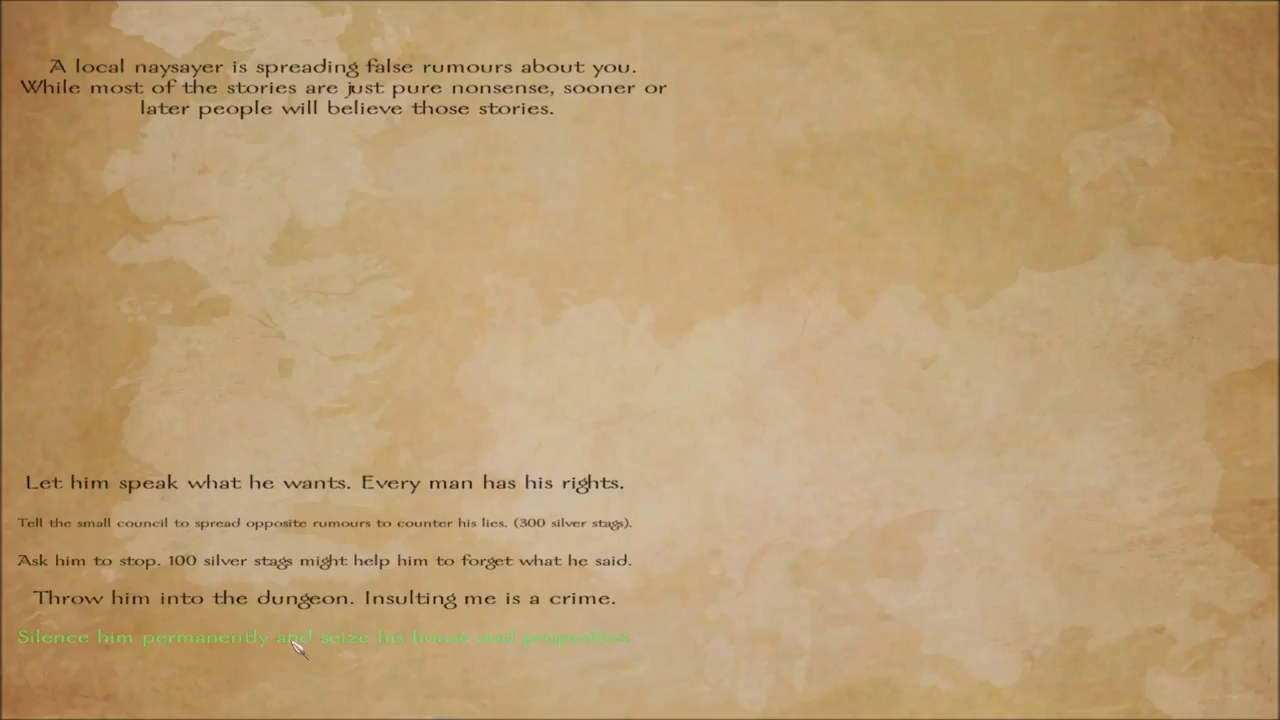 A local naysayer is spreading false rumours about you.
While most of the stories are just pure nonsense, sooner or
later people will believe those stories.
Let him speak what he wants. Every man has his rights.
Tell the small council to spread opposite rumours to counter his lies. (300 silver stags).
Ask him to stop. 100 silver stags might help him to forget what he said.
Throw him into the dungeon. Insulting me is a crime.
Silence him permanently and seize his house and properties.